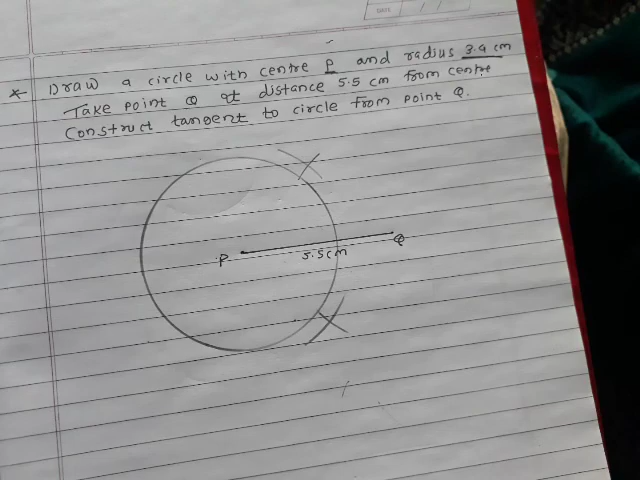 DATE / /
* Draw a circle with centre P and radius 3.4 cm
Take point Q at distance 5.5 cm from centre
Construct tangent to circle from point Q.
P
5.5cm
Q